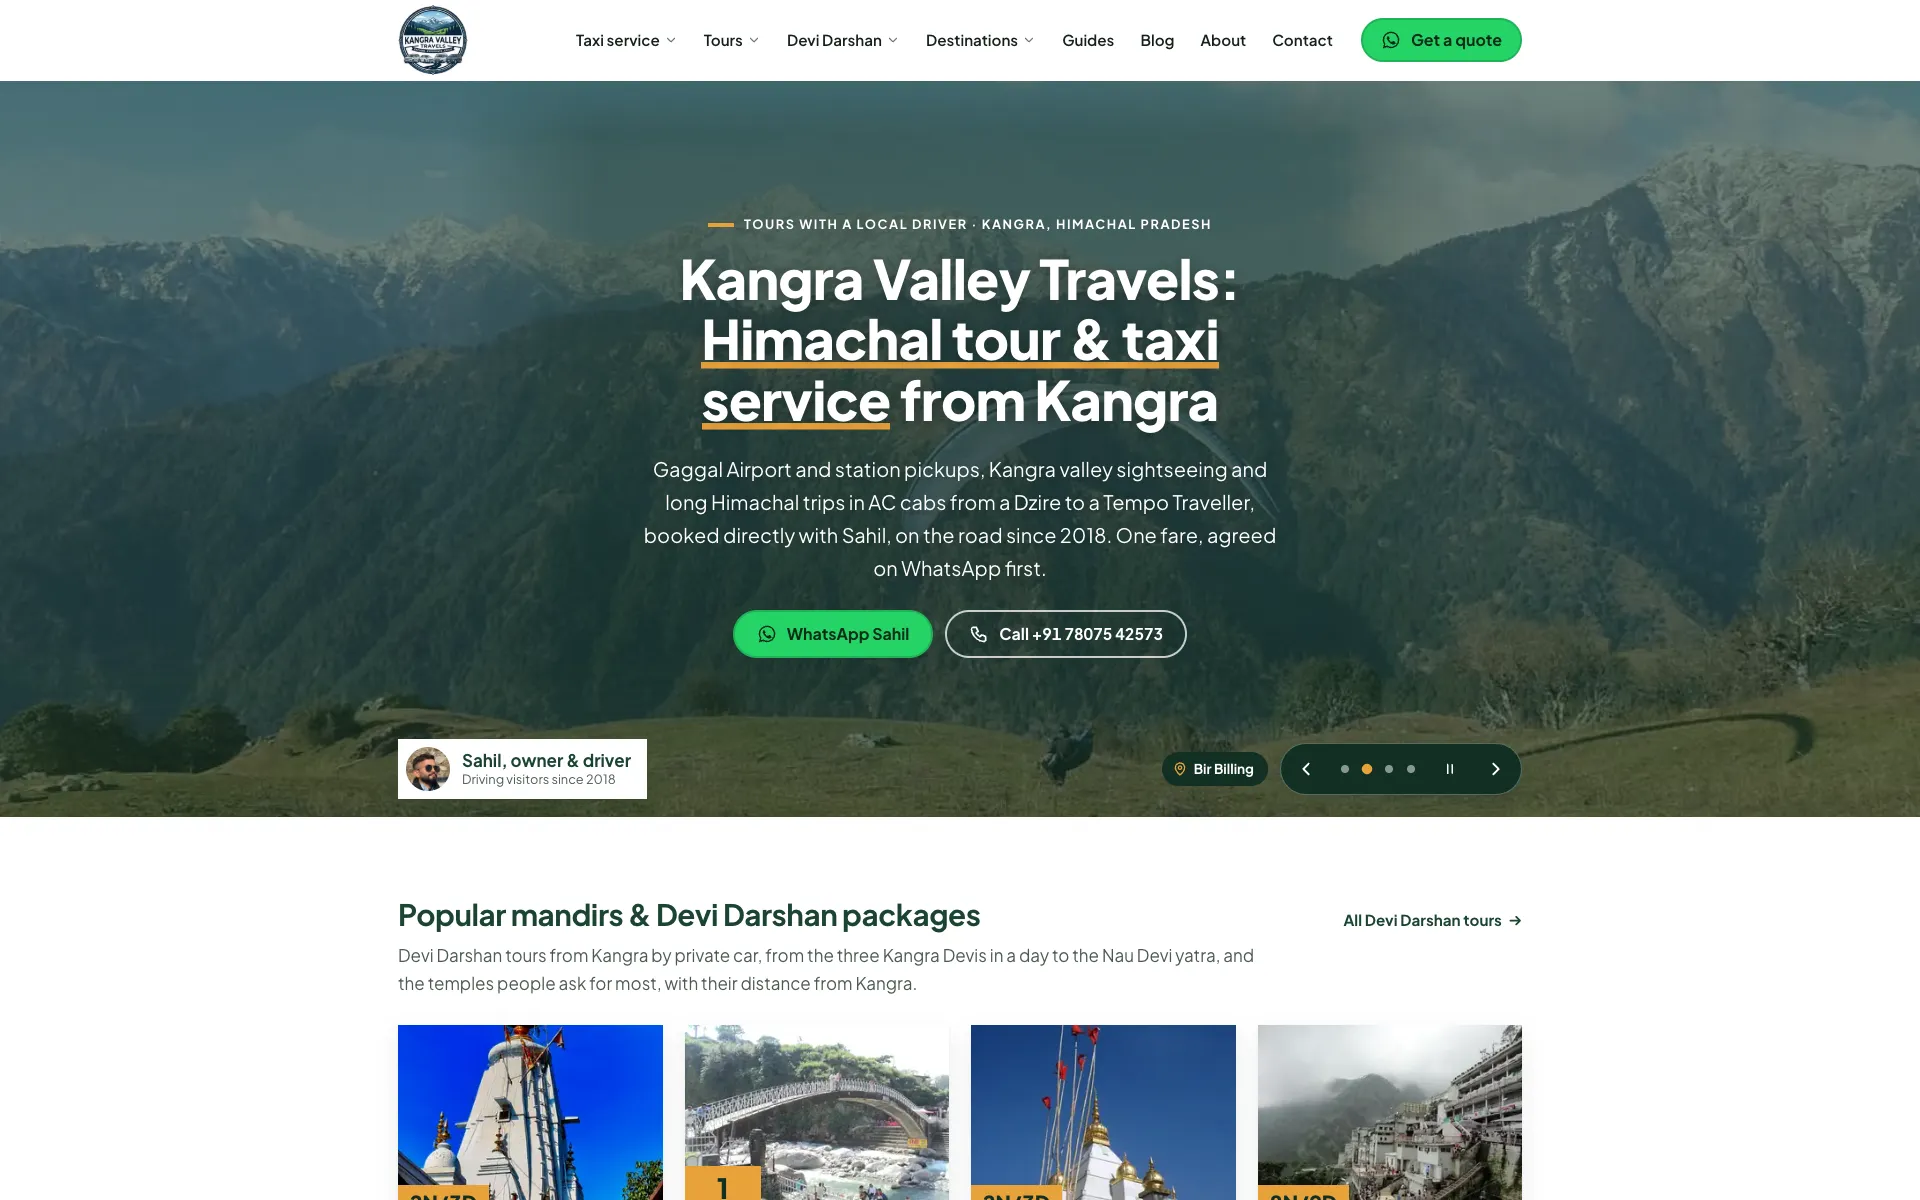 KANGRA VALLEY
TRAVELS
Taxi service
Tours
Devi Darshan
Destinations
Guides
Blog
About
Contact
Get a quote
TOURS WITH A LOCAL DRIVER · KANGRA, HIMACHAL PRADESH
Kangra Valley Travels:
Himachal tour & taxi
service from Kangra
Gaggal Airport and station pickups, Kangra valley sightseeing and
long Himachal trips in AC cabs from a Dzire to a Tempo Traveller,
booked directly with Sahil, on the road since 2018. One fare, agreed
on WhatsApp first.
WhatsApp Sahil
Call +91 78075 42573
Sahil, owner & driver
Driving visitors since 2018
Bir Billing
Popular mandirs & Devi Darshan packages
All Devi Darshan tours
Devi Darshan tours from Kangra by private car, from the three Kangra Devis in a day to the Nau Devi yatra, and
the temples people ask for most, with their distance from Kangra.
1